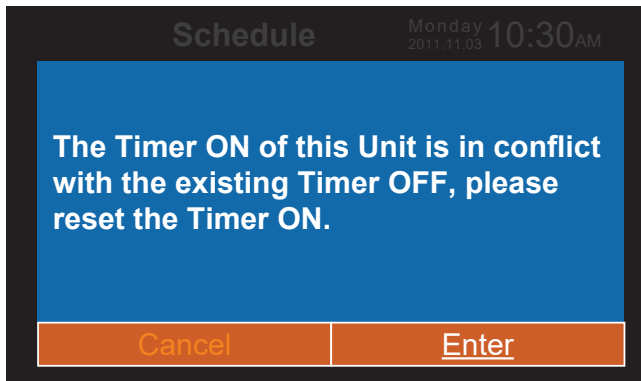 Schedule
Monday
2011.11.03 10:30AM
The Timer ON of this Unit is in conflict
with the existing Timer OFF, please
reset the Timer ON.
Cancel
Enter